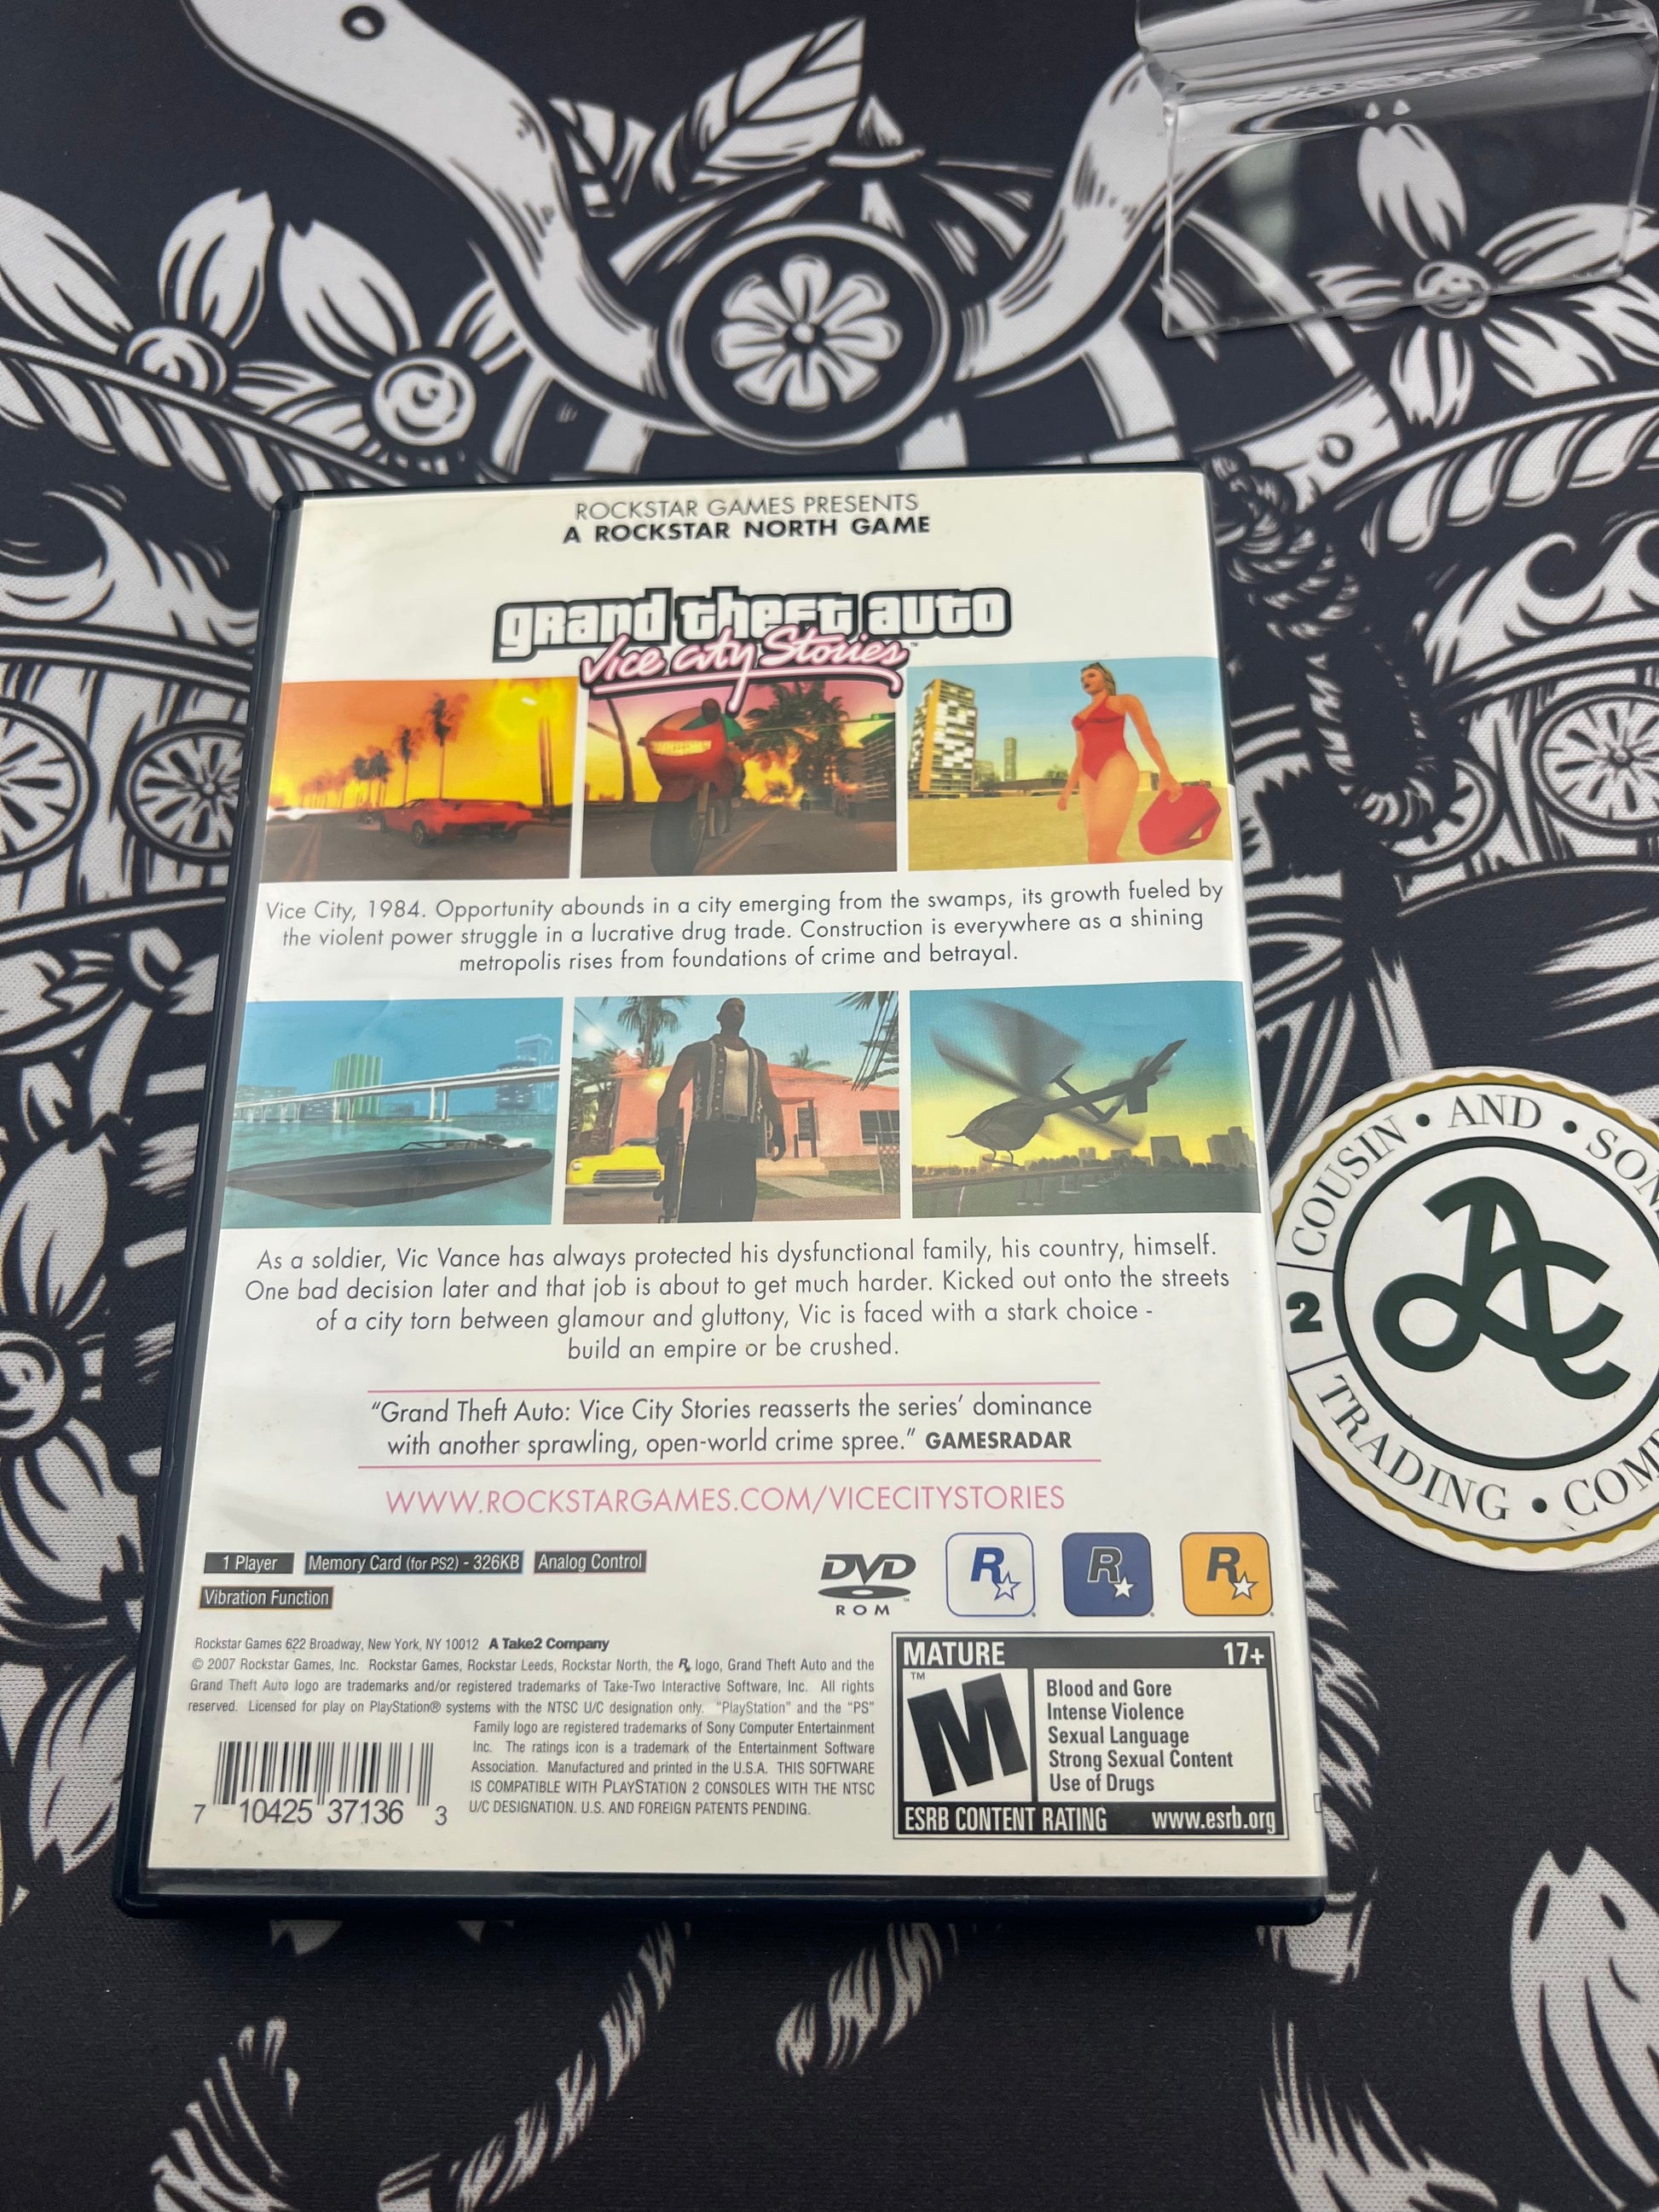 ROCKSTAR GAMES PRESENTS
A ROCKSTAR NORTH GAME
grand theft auto
Vice City Stories™
Vice City, 1984. Opportunity abounds in a city emerging from the swamps, its growth fueled by
the violent power struggle in a lucrative drug trade. Construction is everywhere as a shining
metropolis rises from foundations of crime and betrayal.
As a soldier, Vic Vance has always protected his dysfunctional family, his country, himself.
One bad decision later and that job is about to get much harder. Kicked out onto the streets
of a city torn between glamour and gluttony, Vic is faced with a stark choice -
build an empire or be crushed.
“Grand Theft Auto: Vice City Stories reasserts the series’ dominance
with another sprawling, open-world crime spree.” GAMESRADAR
WWW.ROCKSTARGAMES.COM/VICECITYSTORIES
1 Player
Memory Card (for PS2) - 326KB
Analog Control
Vibration Function
DVD
ROM
R
R
R
Rockstar Games 622 Broadway, New York, NY 10012 A Take2 Company
© 2007 Rockstar Games, Inc. Rockstar Games, Rockstar Leeds, Rockstar North, the R logo, Grand Theft Auto and the
Grand Theft Auto logo are trademarks and/or registered trademarks of Take-Two Interactive Software, Inc. All rights
reserved. Licensed for play on PlayStation® systems with the NTSC U/C designation only. “PlayStation” and the “PS”
Family logo are registered trademarks of Sony Computer Entertainment
Inc. The ratings icon is a trademark of the Entertainment Software
Association. Manufactured and printed in the U.S.A. THIS SOFTWARE
IS COMPATIBLE WITH PLAYSTATION 2 CONSOLES WITH THE NTSC
U/C DESIGNATION. U.S. AND FOREIGN PATENTS PENDING.
7 10425 37136 3
MATURE 17+
™
M
Blood and Gore
Intense Violence
Sexual Language
Strong Sexual Content
Use of Drugs
ESRB CONTENT RATING www.esrb.org
2 COUSIN • AND • SON
TRADING • COM
AC